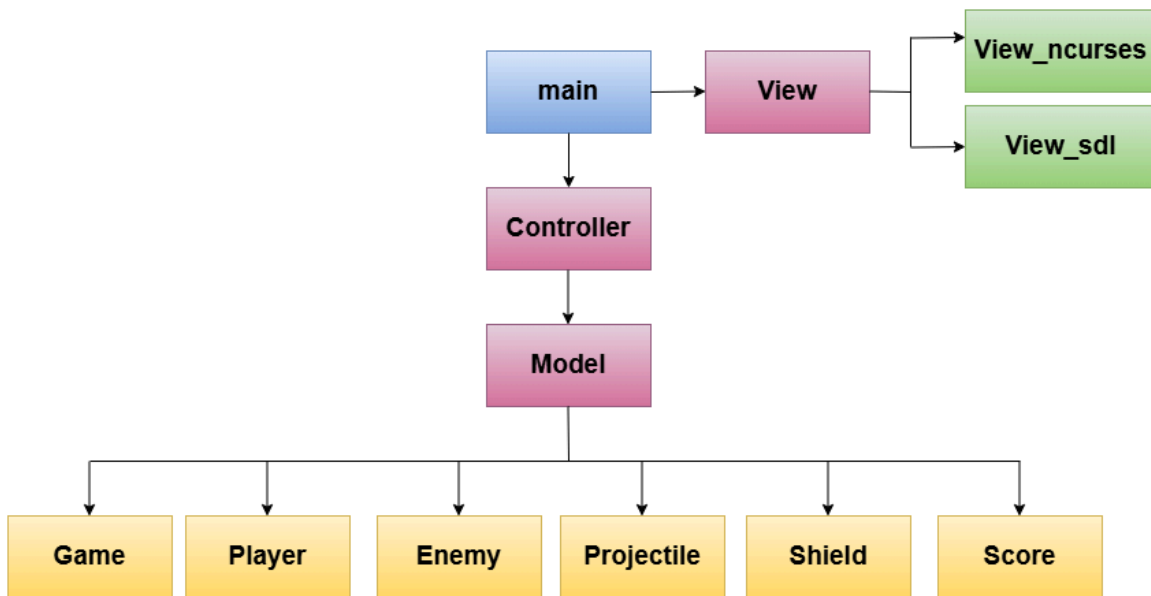 View_ncurses
main
View
View_sdl
Controller
Model
Game
Player
Enemy
Projectile
Shield
Score